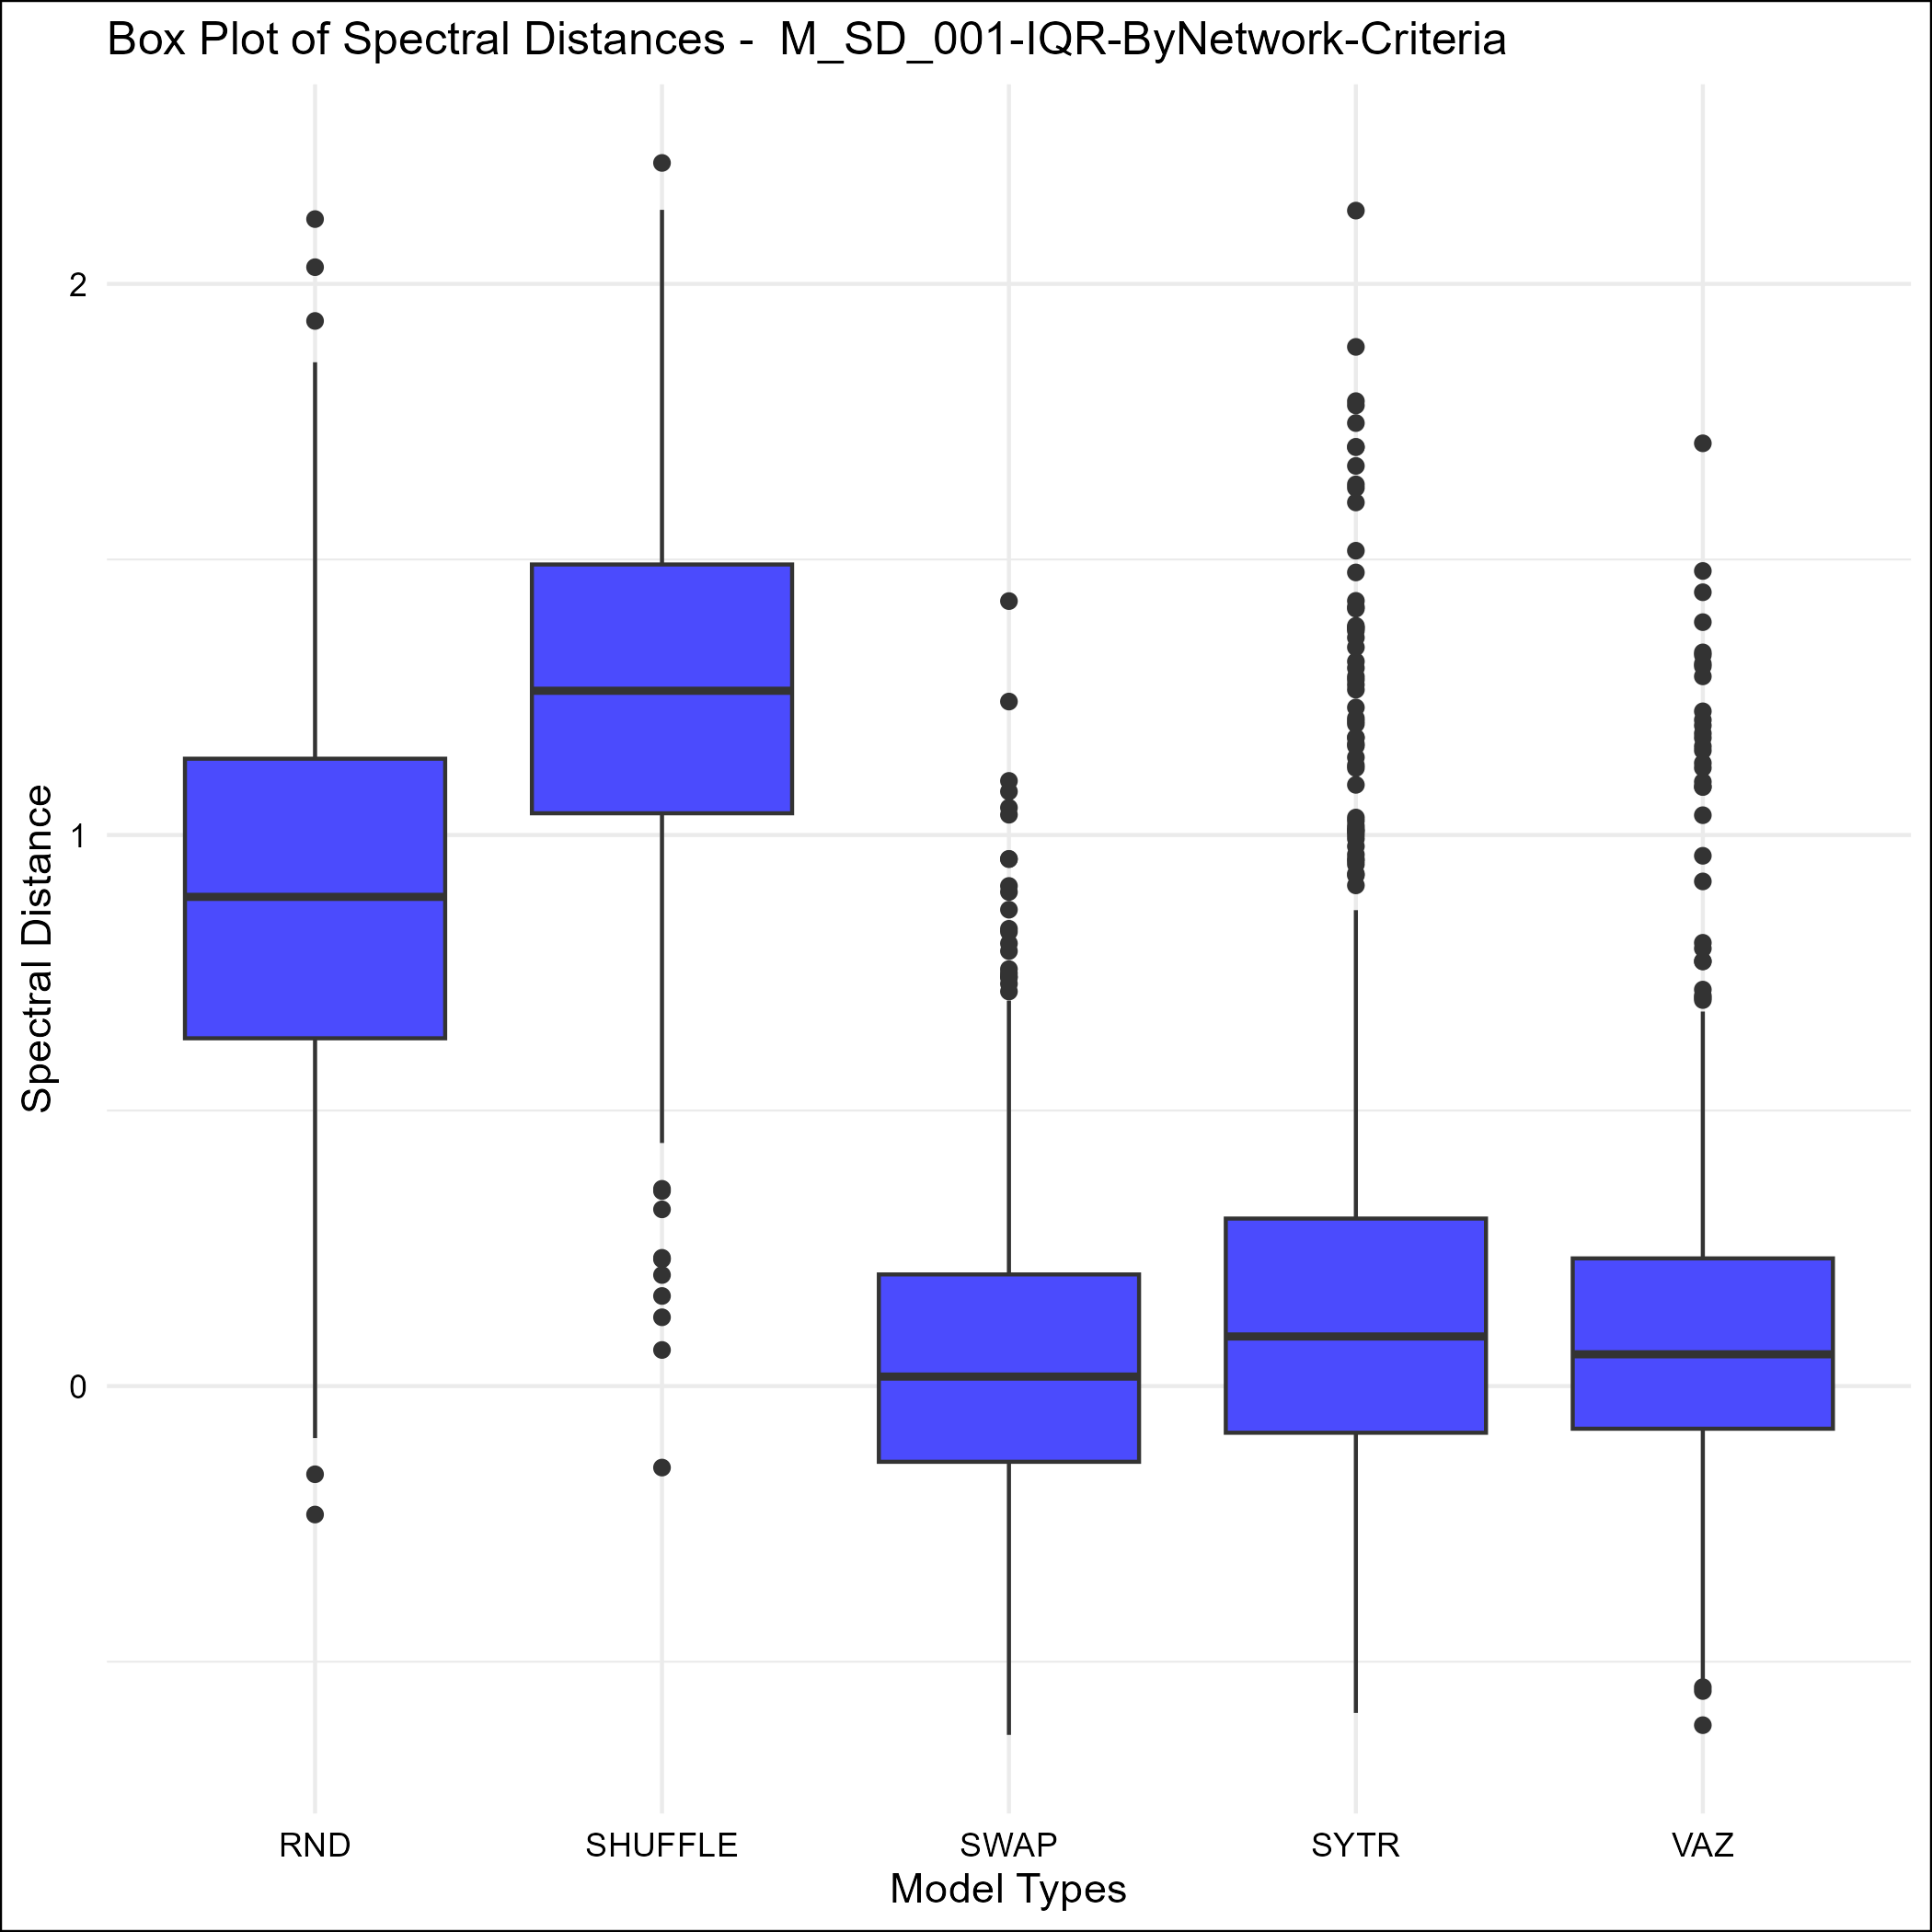 Box Plot of Spectral Distances -  M_SD_001-IQR-ByNetwork-Criteria
Spectral Distance
2
1
0
RND SHUFFLE SWAP SYTR VAZ
Model Types